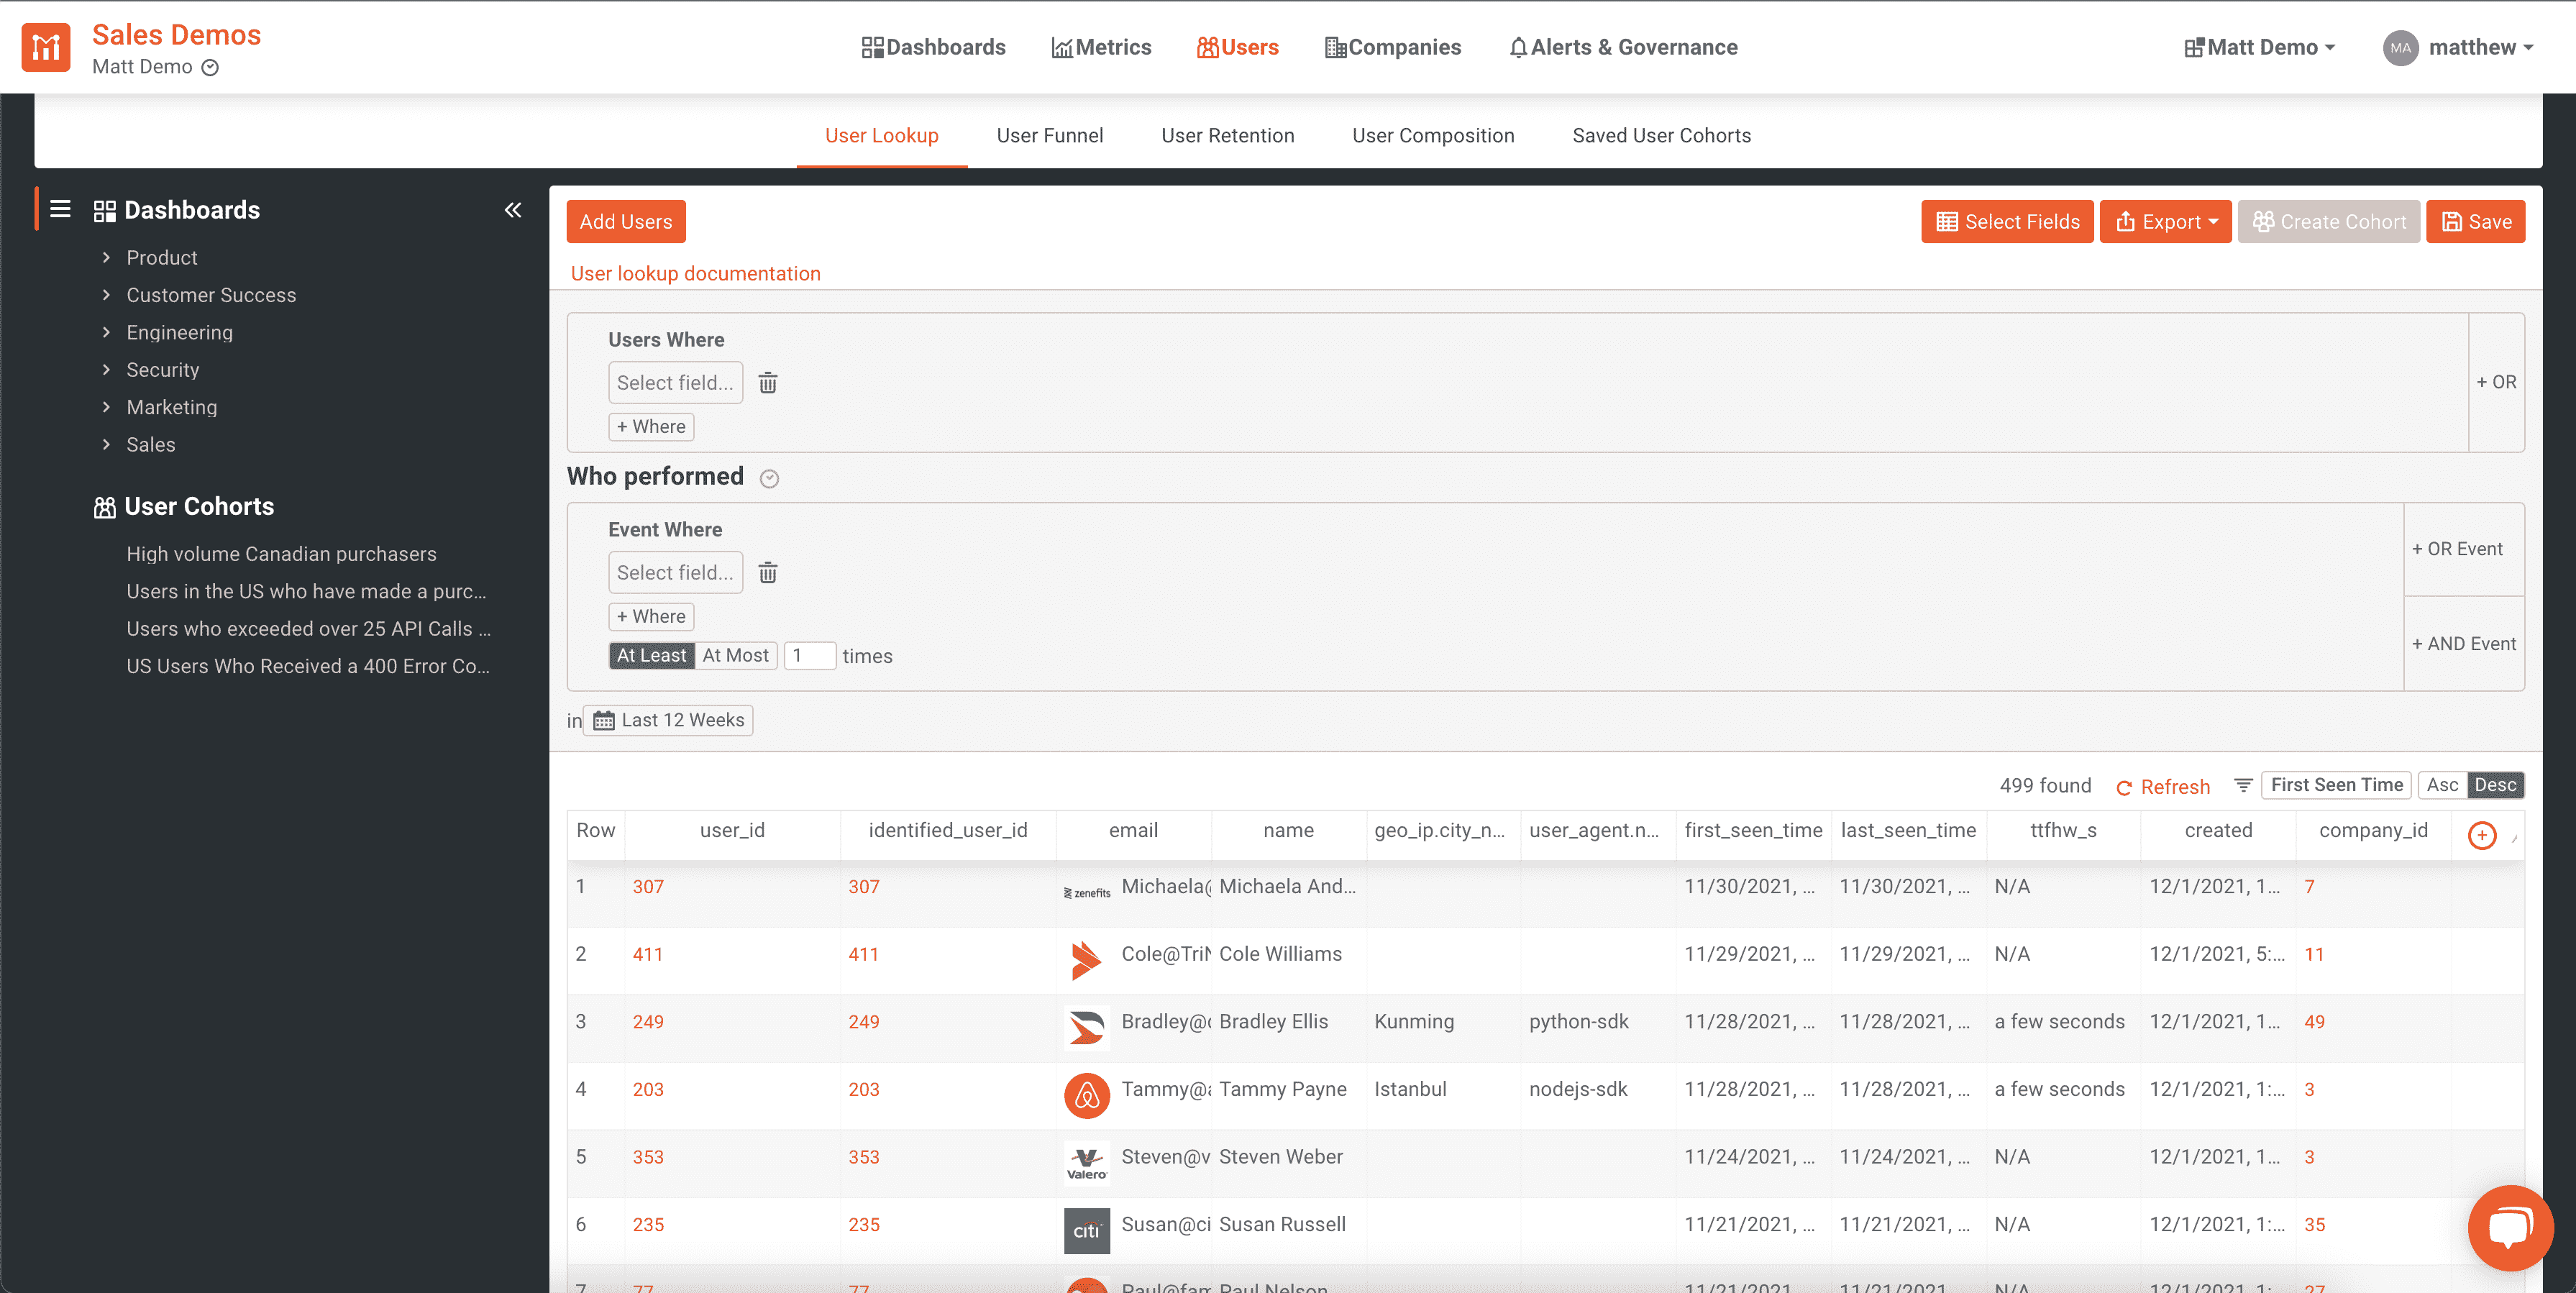 Sales Demos
Matt Demo
Dashboards
Metrics
Users
Companies
Alerts & Governance
Matt Demo
MA
matthew
User Lookup
User Funnel
User Retention
User Composition
Saved User Cohorts
Dashboards
Product
Customer Success
Engineering
Security
Marketing
Sales
User Cohorts
High volume Canadian purchasers
Users in the US who have made a purc...
Users who exceeded over 25 API Calls ...
US Users Who Received a 400 Error Co...
Add Users
Select Fields
Export
Create Cohort
Save
User lookup documentation
Users Where
Select field...
+ Where
+ OR
Who performed
Event Where
Select field...
+ Where
At Least At Most 1 times
+ OR Event
+ AND Event
in Last 12 Weeks
499 found Refresh First Seen Time Asc Desc
Row user_id identified_user_id email name geo_ip.city_n... user_agent.n... first_seen_time last_seen_time ttfhw_s created company_id
1 307 307 zenefits Michaela@ Michaela And... 11/30/2021, ... 11/30/2021, ... N/A 12/1/2021, 1... 7
2 411 411 Cole@TriN Cole Williams 11/29/2021, ... 11/29/2021, ... N/A 12/1/2021, 5:... 11
3 249 249 Bradley@ Bradley Ellis Kunming python-sdk 11/28/2021, ... 11/28/2021, ... a few seconds 12/1/2021, 1... 49
4 203 203 Tammy@a Tammy Payne Istanbul nodejs-sdk 11/28/2021, ... 11/28/2021, ... a few seconds 12/1/2021, 1:... 3
5 353 353 Valero Steven@v Steven Weber 11/24/2021, ... 11/24/2021, ... N/A 12/1/2021, 1... 3
6 235 235 citi Susan@ci Susan Russell 11/21/2021, ... 11/21/2021, ... N/A 12/1/2021, 1:... 35
7 77 77 Paul@fam Paul Nelson 11/21/2021, ... 11/21/2021, ... N/A 12/1/2021, 1:... 27